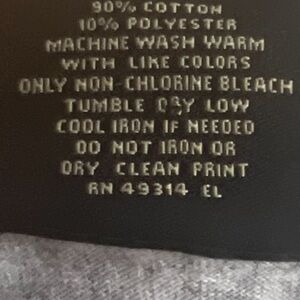 90% COTTON
10% POLYESTER
MACHINE WASH WARM
WITH LIKE COLORS
ONLY NON-CHLORINE BLEACH
TUMBLE DRY LOW
COOL IRON IF NEEDED
DO NOT IRON OR
DRY CLEAN PRINT
RN 49314 EL